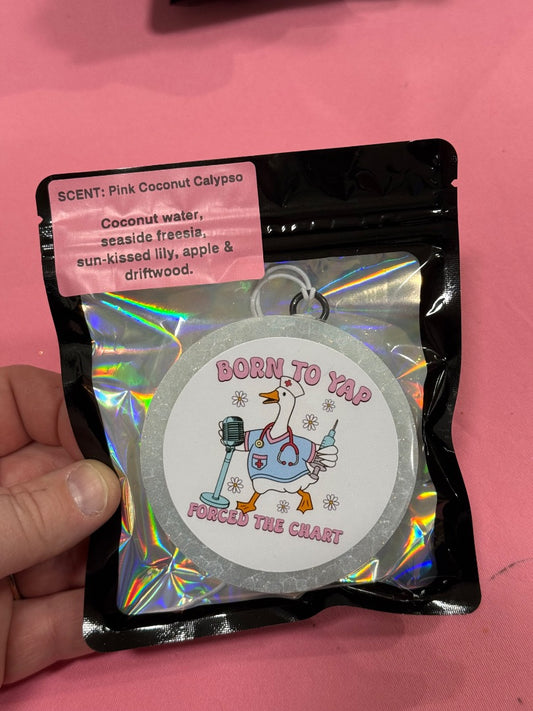 SCENT: Pink Coconut Calypso
Coconut water,
seaside freesia,
sun-kissed lily, apple &
driftwood.
BORN TO YAP
FORCED THE CHART